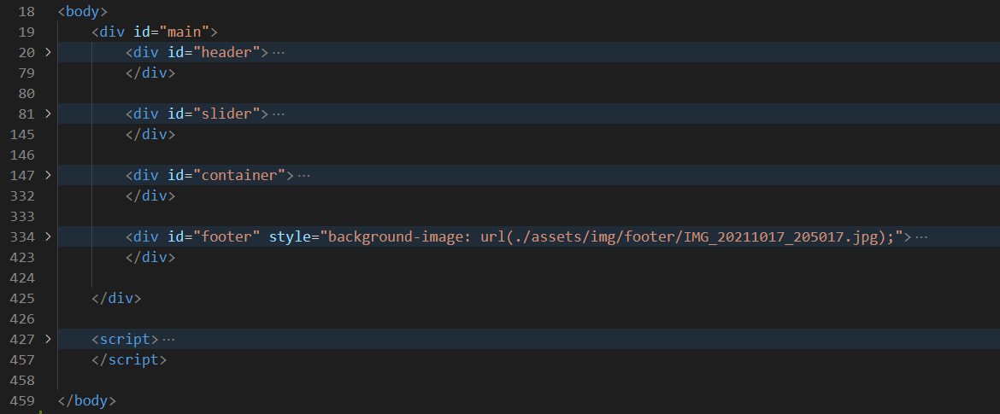 18 <body>
19 <div id="main">
20 > <div id="header">···
79 </div>
80
81 > <div id="slider">···
145 </div>
146
147 > <div id="container">···
332 </div>
333
334 > <div id="footer" style="background-image: url(./assets/img/footer/IMG_20211017_205017.jpg);">···
423 </div>
424
425 </div>
426
427 > <script>···
457 </script>
458
459 </body>